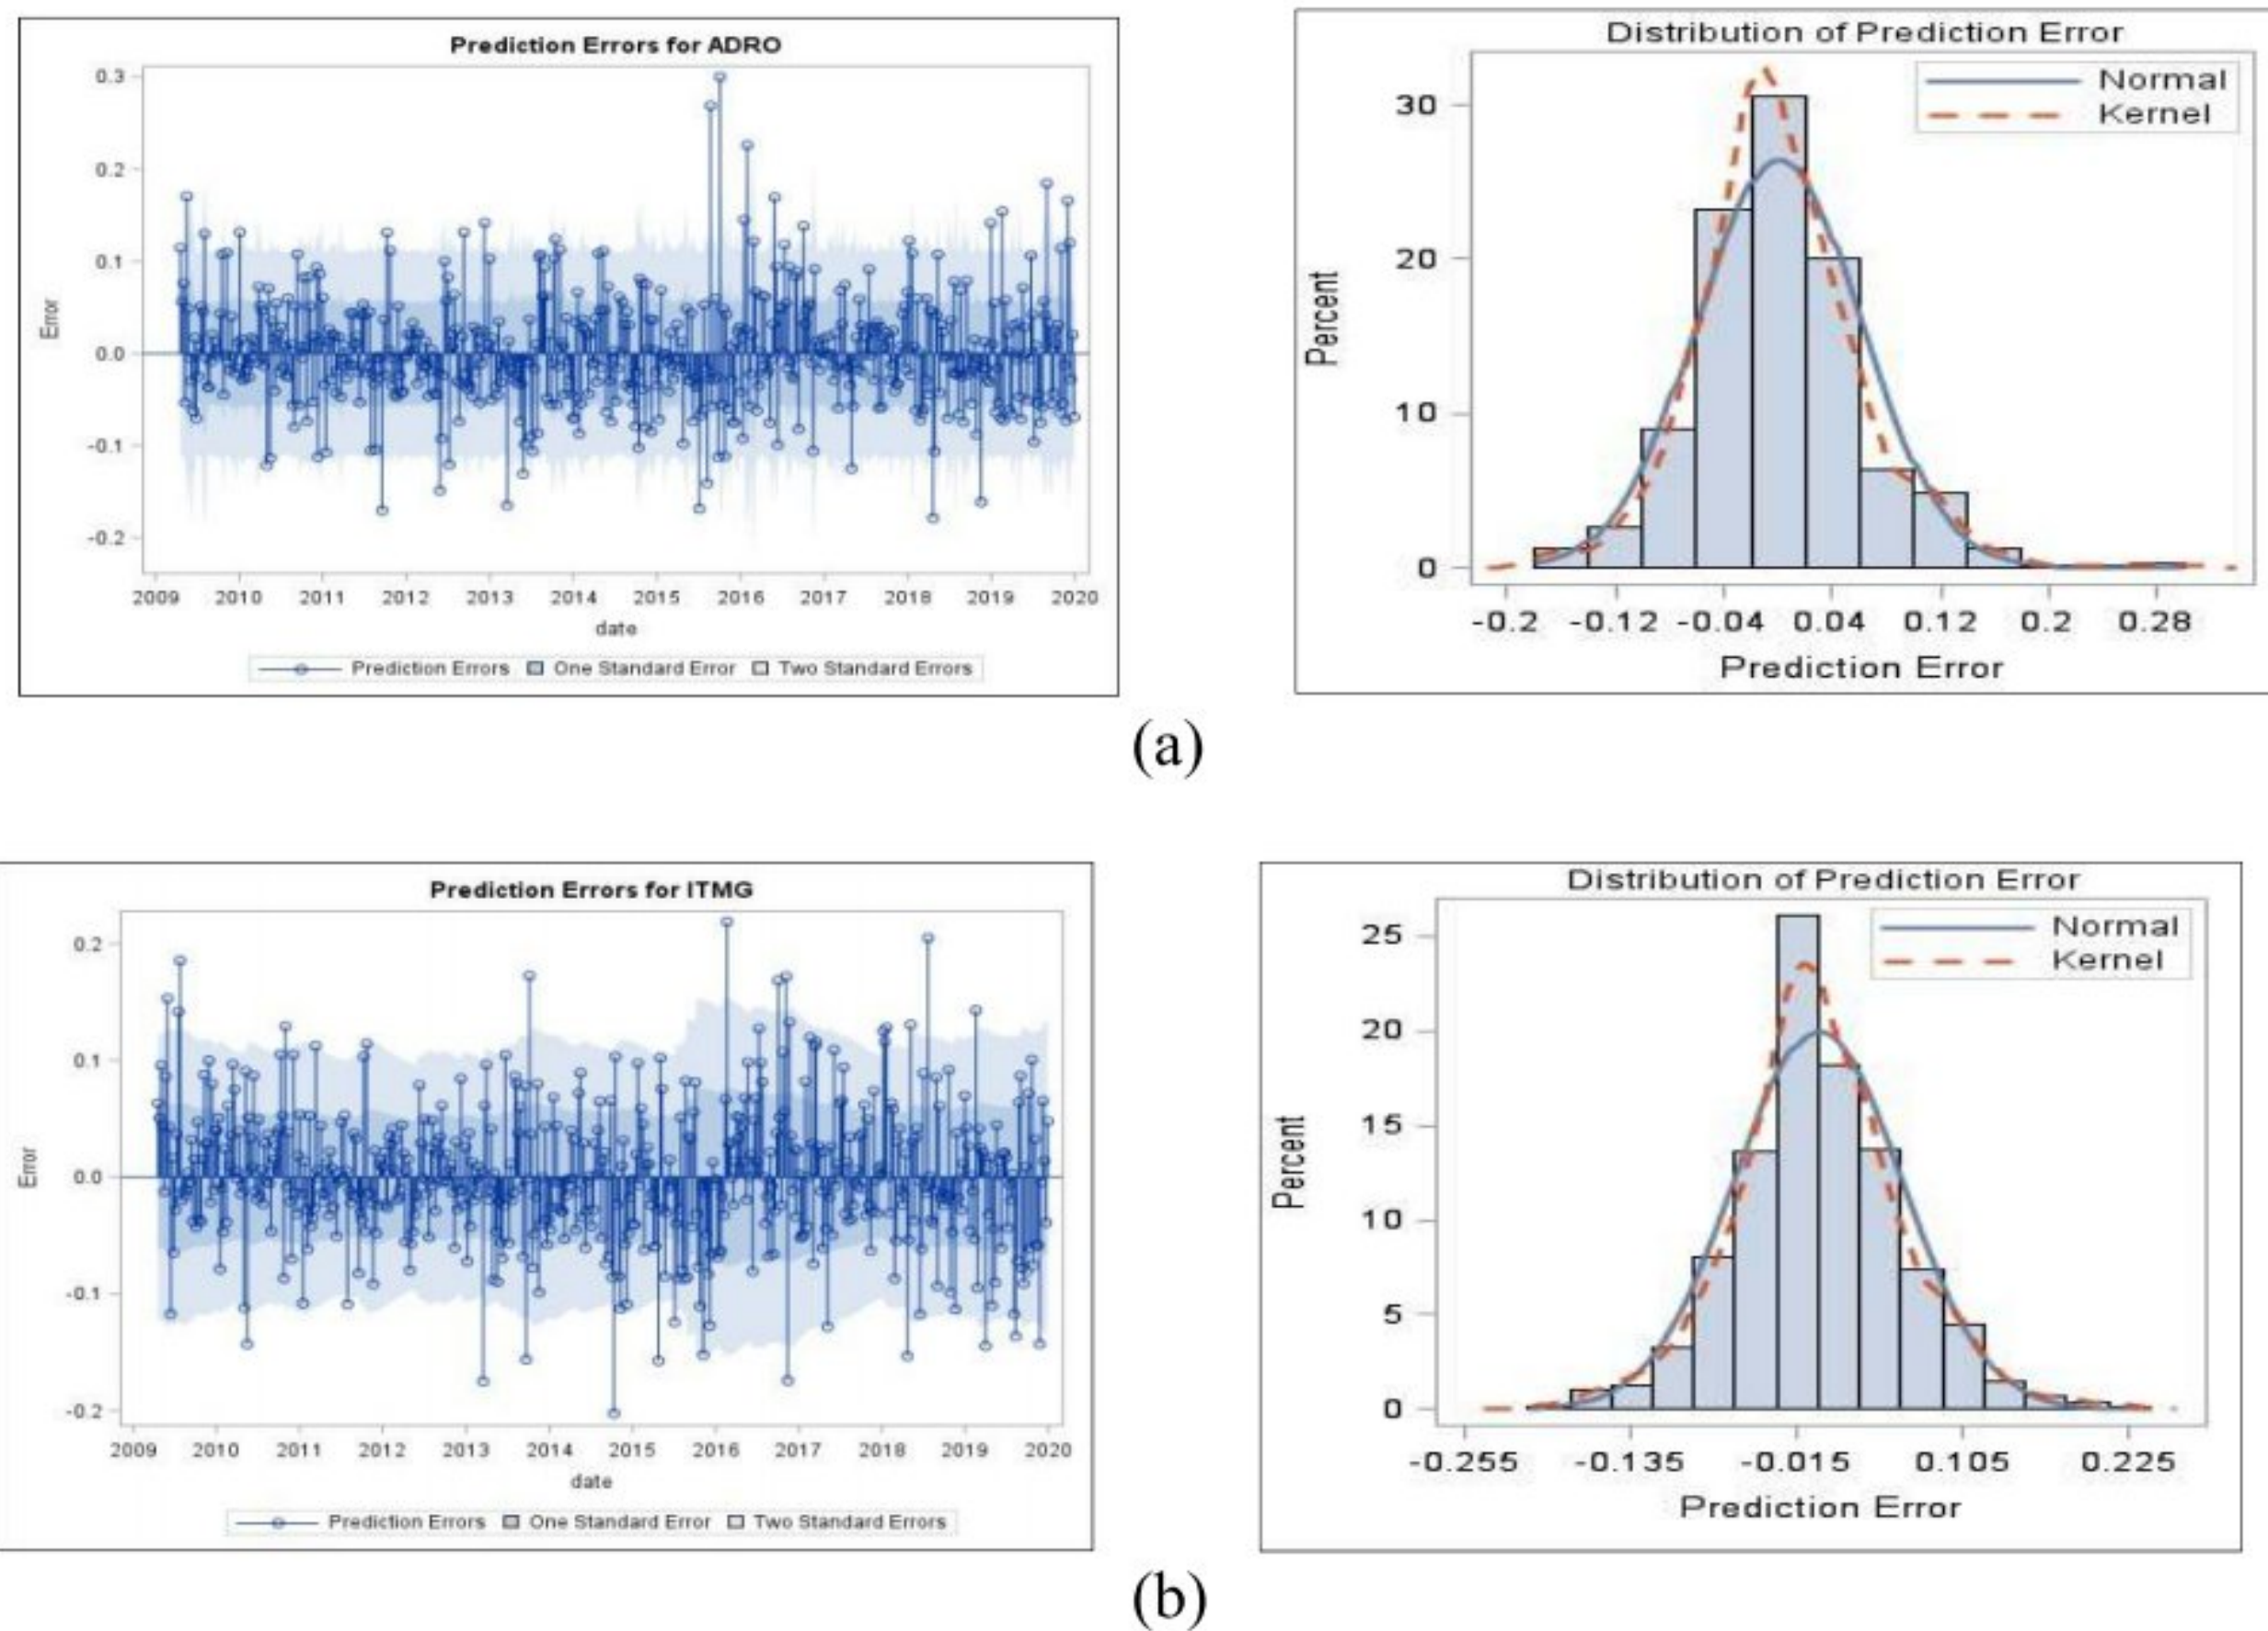 Prediction Errors for ADRO
0.3
0.2
0.1
0.0
-0.1
-0.2
Error
2009 2010 2011 2012 2013 2014 2015 2016 2017 2018 2019 2020
date
Prediction Errors One Standard Error Two Standard Errors
Distribution of Prediction Error
Normal
Kernel
30
20
10
0
Percent
-0.2 -0.12 -0.04 0.04 0.12 0.2 0.28
Prediction Error
(a)
Prediction Errors for ITMG
0.2
0.1
0.0
-0.1
-0.2
Error
2009 2010 2011 2012 2013 2014 2015 2016 2017 2018 2019 2020
date
Prediction Errors One Standard Error Two Standard Errors
Distribution of Prediction Error
Normal
Kernel
25
20
15
10
5
0
Percent
-0.255 -0.135 -0.015 0.105 0.225
Prediction Error
(b)